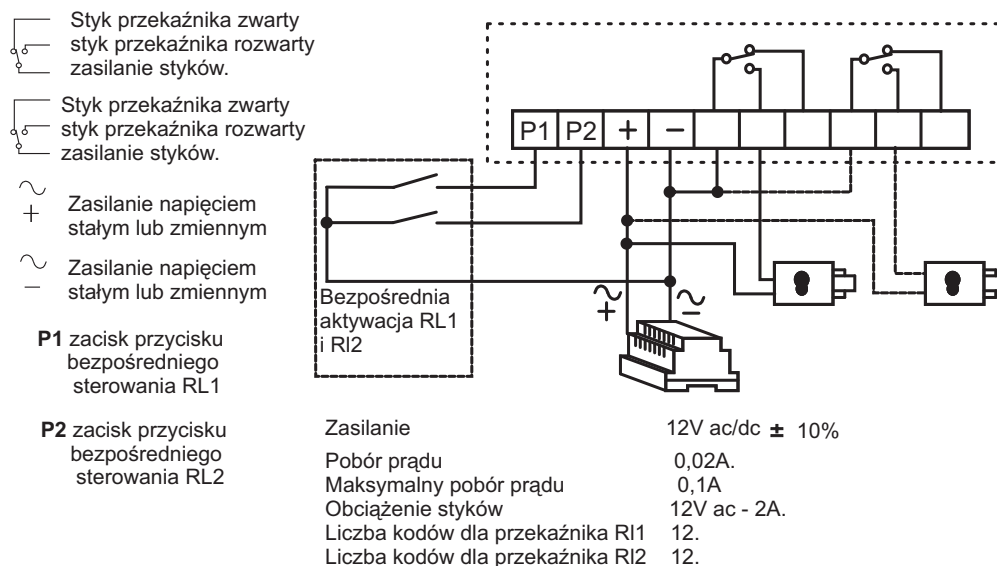 Styk przekaźnika zwarty
styk przekaźnika rozwarty
zasilanie styków.
Styk przekaźnika zwarty
styk przekaźnika rozwarty
zasilanie styków.
+
Zasilanie napięciem
stałym lub zmiennym
Zasilanie napięciem
–
stałym lub zmiennym
P1 zacisk przycisku
bezpośredniego
sterowania RL1
P2 zacisk przycisku
bezpośredniego
sterowania RL2
P1 P2 + –
Bezpośrednia
aktywacja RL1
i Rl2
+ –
Zasilanie 12V ac/dc ± 10%
Pobór prądu 0,02A.
Maksymalny pobór prądu 0,1A
Obciążenie styków 12V ac - 2A.
Liczba kodów dla przekaźnika Rl1 12.
Liczba kodów dla przekaźnika Rl2 12.